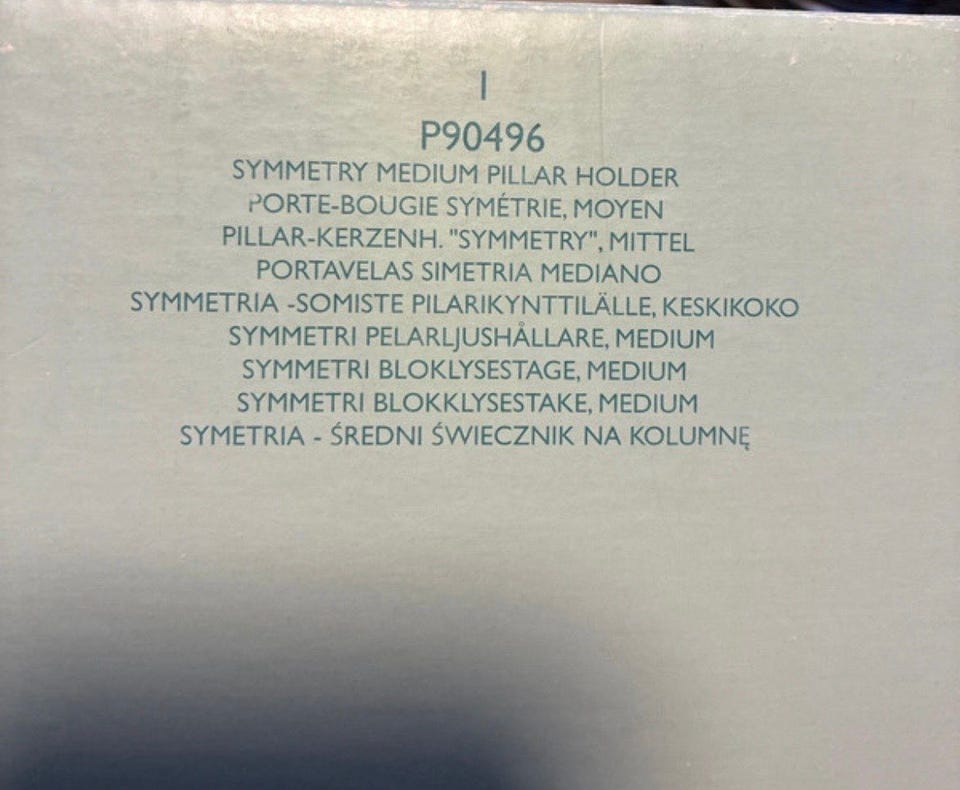 1
P90496
SYMMETRY MEDIUM PILLAR HOLDER
PORTE-BOUGIE SYMÉTRIE, MOYEN
PILLAR-KERZENH. "SYMMETRY", MITTEL
PORTAVELAS SIMETRIA MEDIANO
SYMMETRIA -SOMISTE PILARIKYNTTILÄLLE, KESKIKOKO
SYMMETRI PELARLJUSHÅLLARE, MEDIUM
SYMMETRI BLOKLYSESTAGE, MEDIUM
SYMMETRI BLOKKLYSESTAKE, MEDIUM
SYMETRIA - ŚREDNI ŚWIECZNIK NA KOLUMNĘ